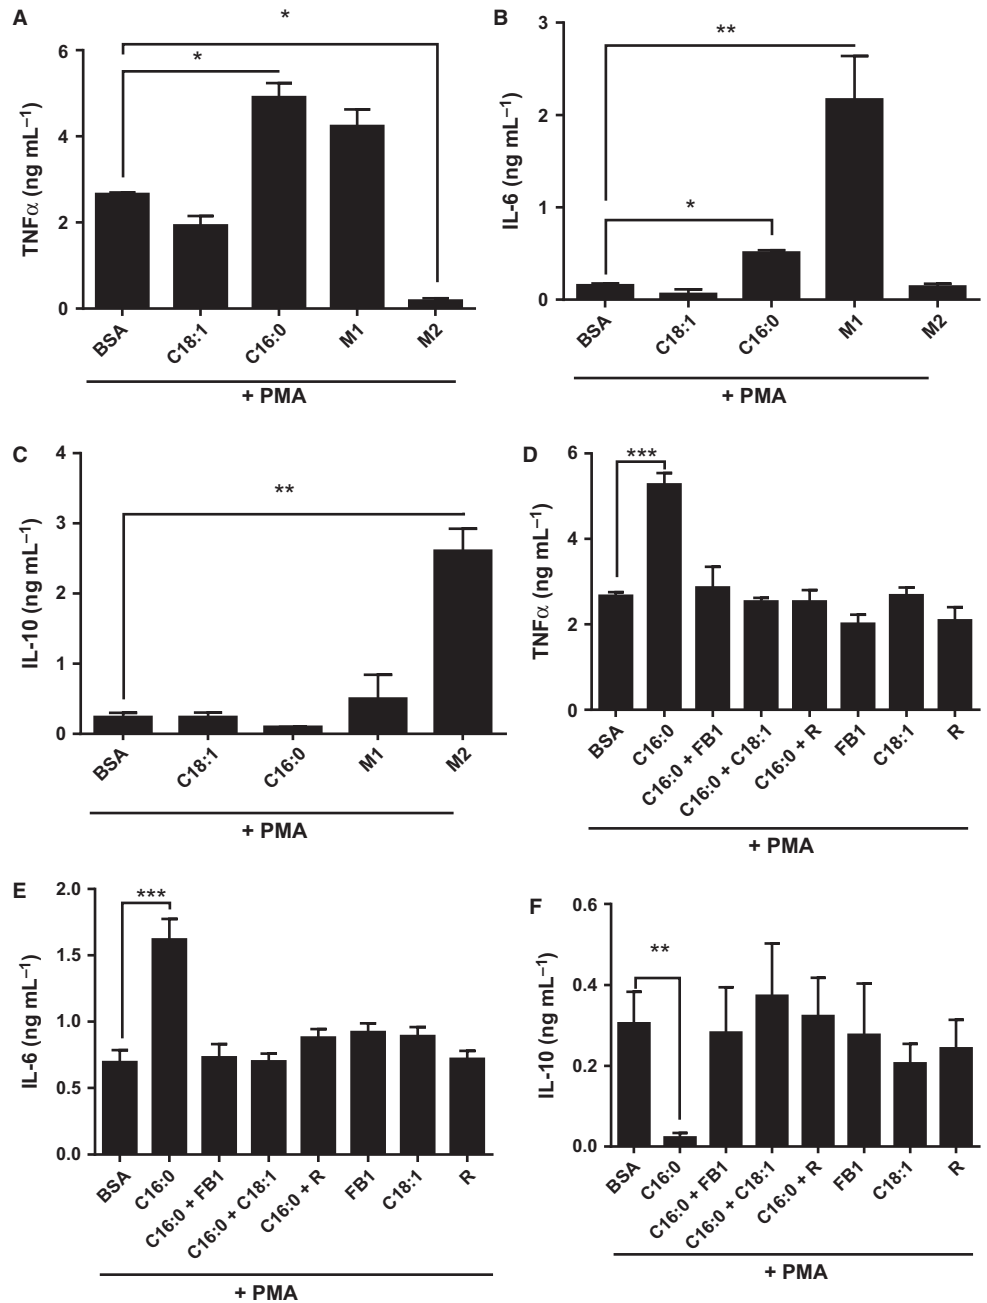 A
*
*
6
4
2
0
TNFα (ng mL⁻¹)
BSA
C18:1
C16:0
M1
M2
+ PMA
B
**
*
3
2
1
0
IL-6 (ng mL⁻¹)
BSA
C18:1
C16:0
M1
M2
+ PMA
C
**
4
3
2
1
0
IL-10 (ng mL⁻¹)
BSA
C18:1
C16:0
M1
M2
+ PMA
D
***
6
4
2
0
TNFα (ng mL⁻¹)
BSA
C16:0
C16:0 + FB1
C16:0 + C18:1
C16:0 + R
FB1
C18:1
R
+ PMA
E
***
2.0
1.5
1.0
0.5
0.0
IL-6 (ng mL⁻¹)
BSA
C16:0
C16:0 + FB1
C16:0 + C18:1
C16:0 + R
FB1
C18:1
R
+ PMA
F
**
0.6
0.4
0.2
0.0
IL-10 (ng mL⁻¹)
BSA
C16:0
C16:0 + FB1
C16:0 + C18:1
C16:0 + R
FB1
C18:1
R
+ PMA